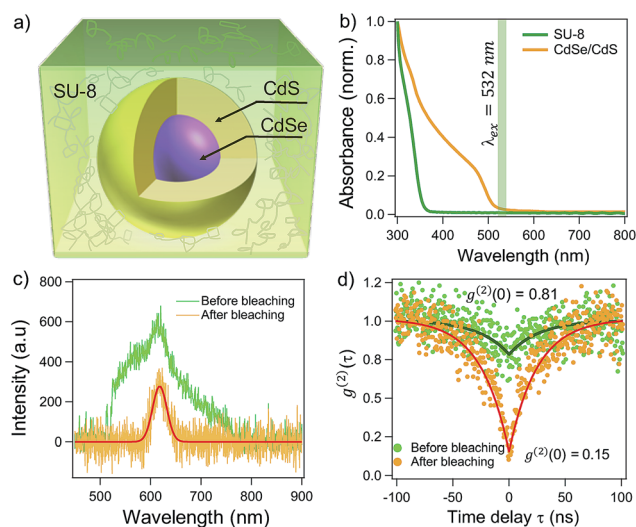 a)
SU-8
CdS
CdSe
b)
Absorbance (norm.)
1.0
0.8
0.6
0.4
0.2
0.0
300 400 500 600 700 800
Wavelength (nm)
λex = 532 nm
SU-8
CdSe/CdS
c)
Intensity (a.u)
800
600
400
200
0
500 600 700 800 900
Wavelength (nm)
Before bleaching
After bleaching
d)
g(2)(τ)
1.2
1.0
0.8
0.5
0.2
0.0
-100 -50 0 50 100
Time delay τ (ns)
g(2)(0) = 0.81
Before bleaching
After bleaching
g(2)(0) = 0.15